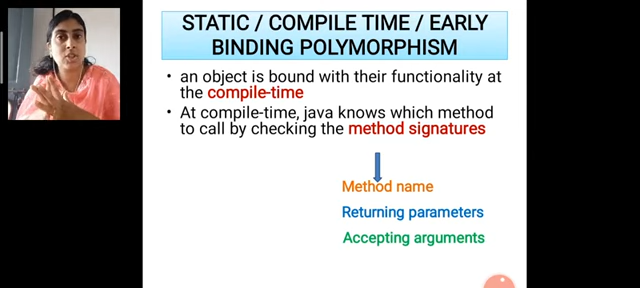 STATIC / COMPILE TIME / EARLY
BINDING POLYMORPHISM
• an object is bound with their functionality at
the compile-time
• At compile-time, java knows which method
to call by checking the method signatures
Method name
Returning parameters
Accepting arguments